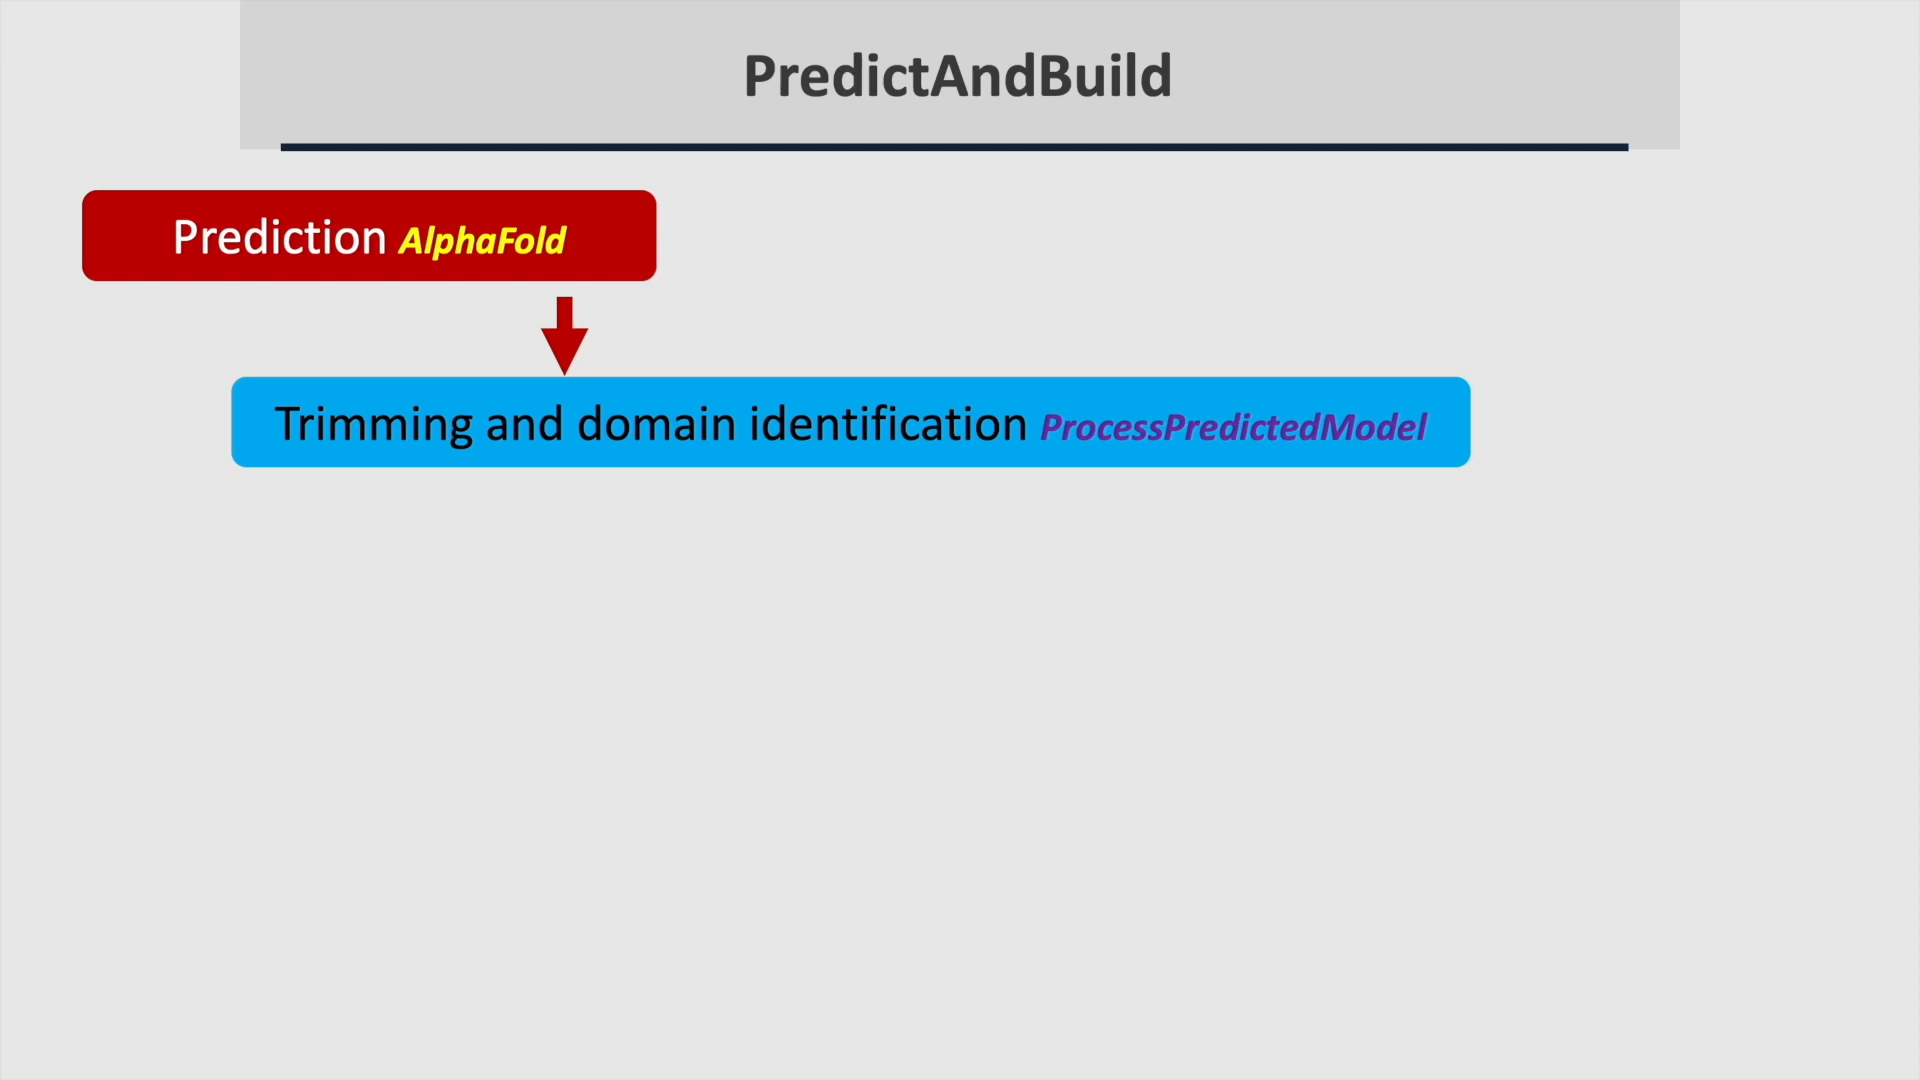 PredictAndBuild
Prediction AlphaFold
Trimming and domain identification ProcessPredictedModel